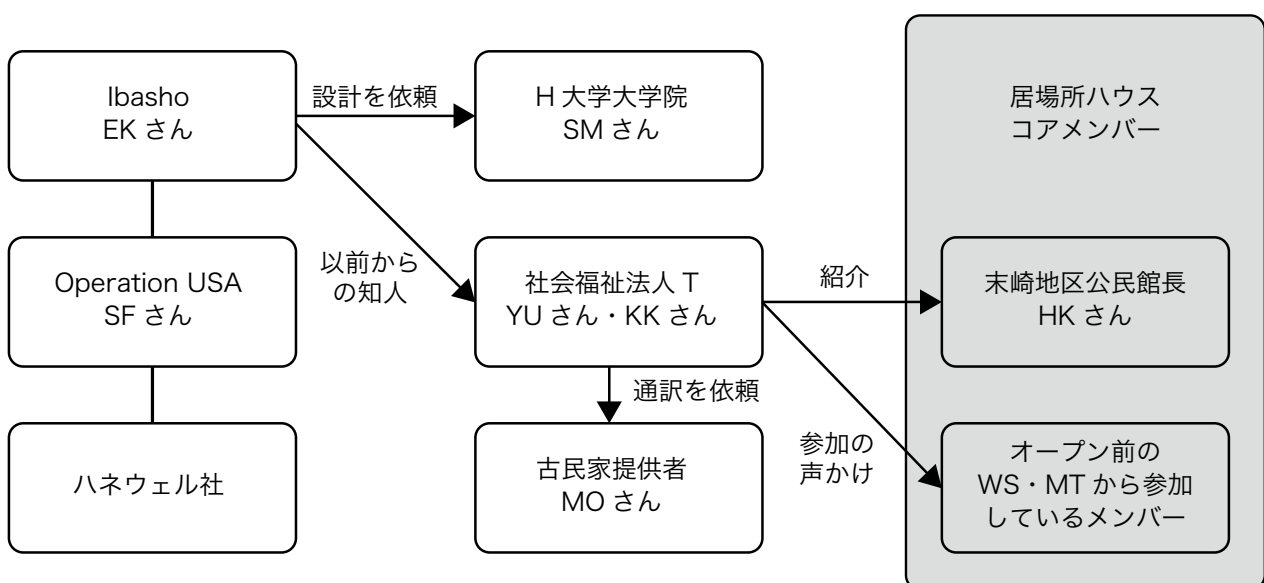 Ibasho
EK さん
設計を依頼
H 大学大学院
SM さん
居場所ハウス
コアメンバー
Operation USA
SF さん
以前から
の知人
社会福祉法人 T
YU さん・KK さん
紹介
末崎地区公民館長
HK さん
通訳を依頼
ハネウェル社
古民家提供者
MO さん
参加の
声かけ
オープン前の
WS・MT から参加
しているメンバー